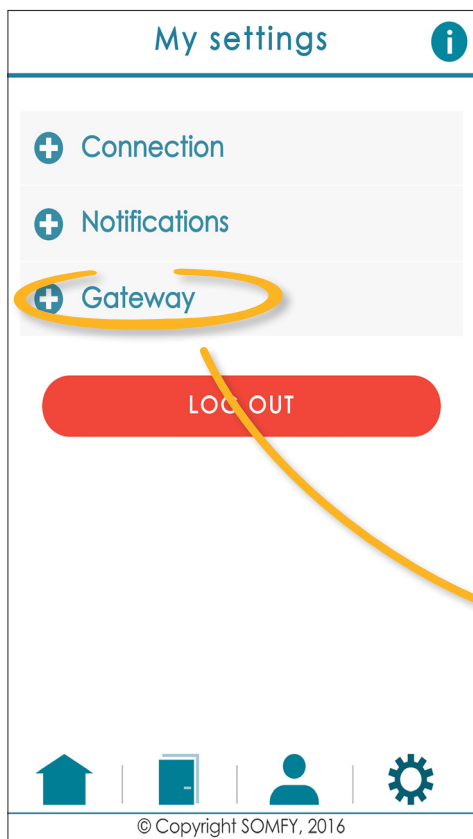 My settings
i
Connection
Notifications
Gateway
LOG OUT
© Copyright SOMFY, 2016